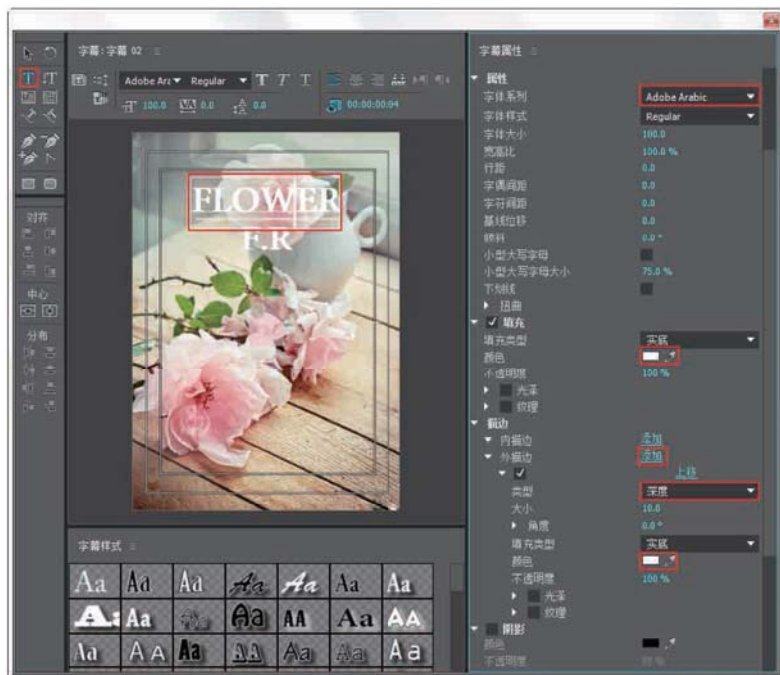 字幕:字幕 02
Adobe Ara Regular T T T
100.0 VA 0.0 0.0 00:00:00:04
FLOWER
F.R
对齐
中心
分布
字幕样式
Aa Aa Aa Aa Aa Aa Aa
Aa Aa Aa Aa AA Aa AA
Aa AA Aa AA Aa Aa Aa
字幕属性
属性
字体系列 Adobe Arabic
字体样式 Regular
字体大小 100.0
宽高比 100.0 %
行距 0.0
字偶间距 0.0
字符间距 0.0
基线位移 0.0
倾斜 0.0 °
小型大写字母
小型大写字母大小 75.0 %
下划线
扭曲
填充
填充类型 实底
颜色
不透明度 100 %
光泽
纹理
描边
内描边 添加
外描边 添加
上移
类型 深度
大小 10.0
角度 0.0 °
填充类型 实底
颜色
不透明度 100 %
光泽
纹理
阴影
颜色
不透明度